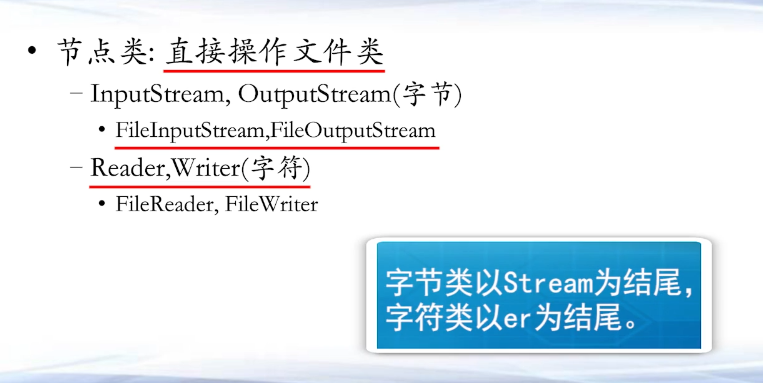 • 节点类: 直接操作文件类
– InputStream, OutputStream(字节)
• FileInputStream,FileOutputStream
– Reader,Writer(字符)
• FileReader, FileWriter
字节类以Stream为结尾，
字符类以er为结尾。